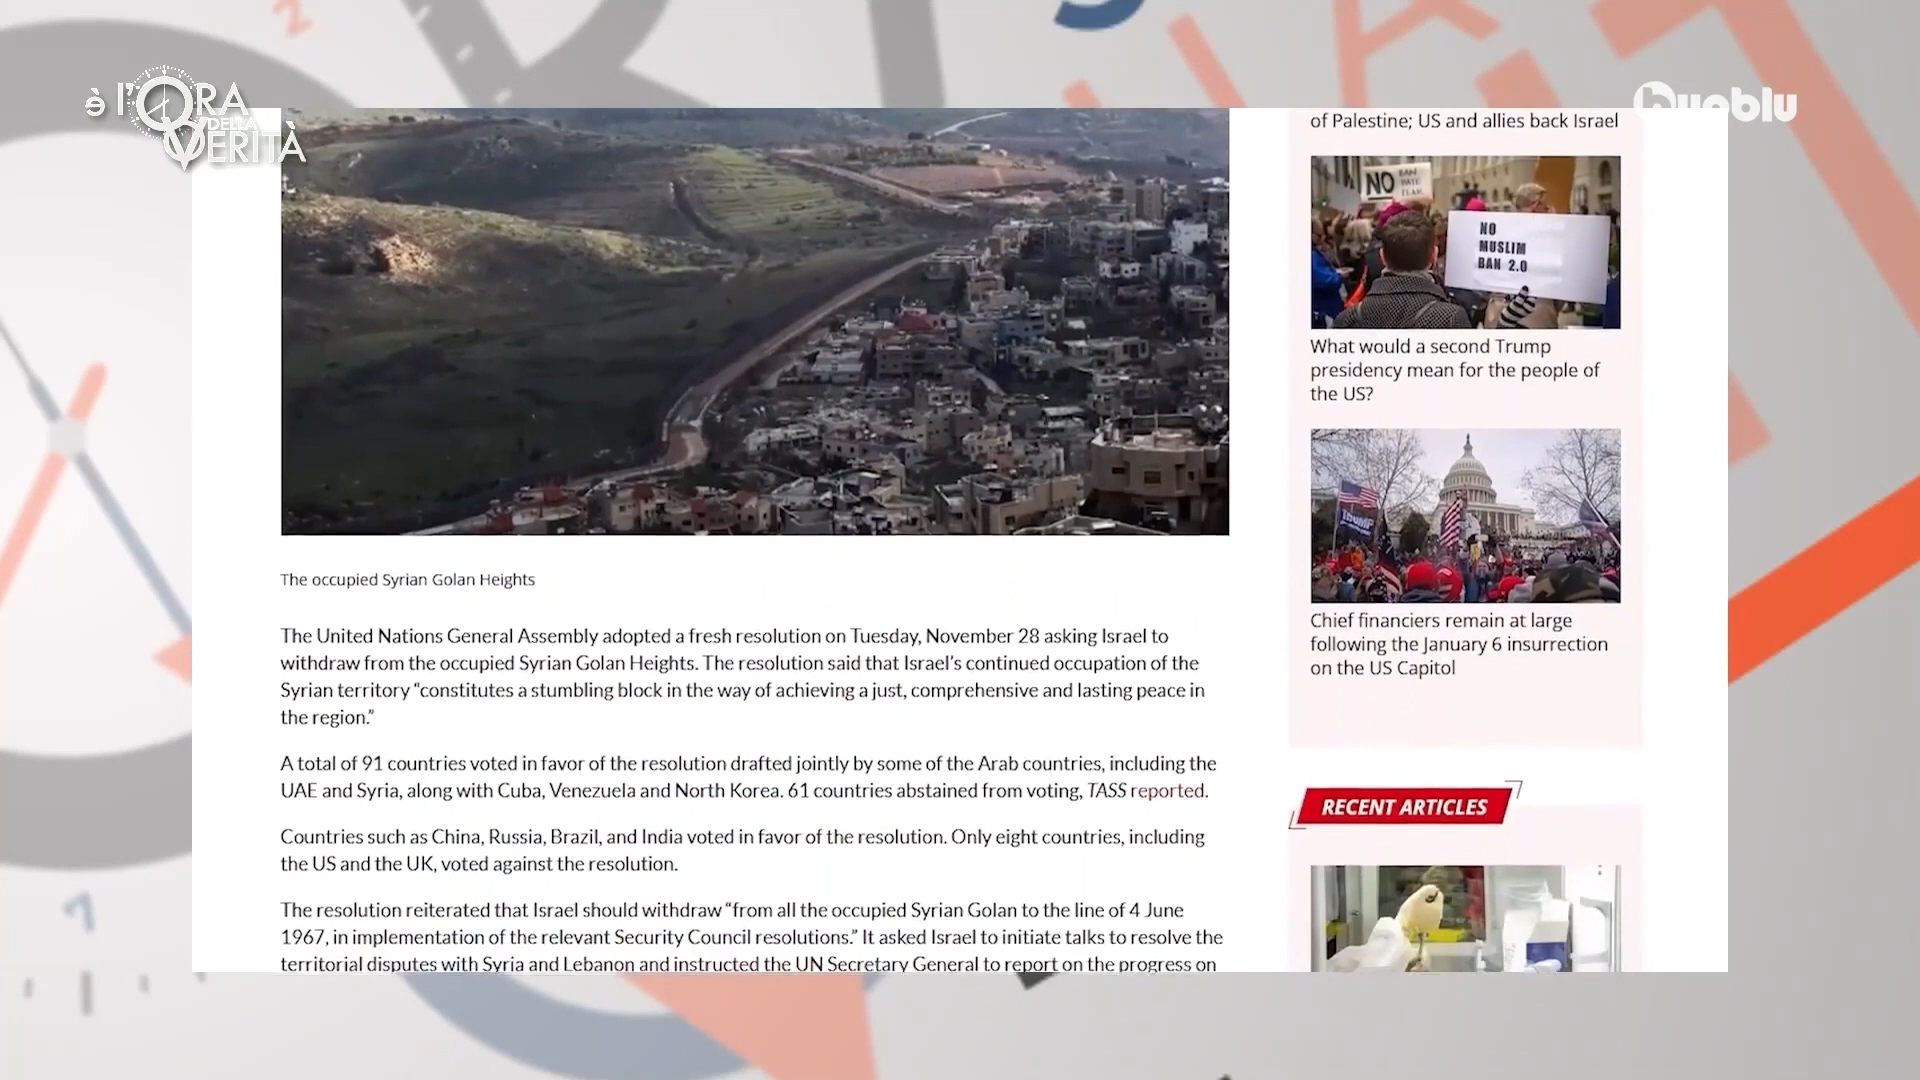 è l'ORA
DELLA
VERITÀ
bueblu
of Palestine; US and allies back Israel
NO BAN
NO
MUSLIM
BAN 2.0
What would a second Trump
presidency mean for the people of
the US?
TRUMP
Chief financiers remain at large
following the January 6 insurrection
on the US Capitol
RECENT ARTICLES
The occupied Syrian Golan Heights
The United Nations General Assembly adopted a fresh resolution on Tuesday, November 28 asking Israel to
withdraw from the occupied Syrian Golan Heights. The resolution said that Israel's continued occupation of the
Syrian territory “constitutes a stumbling block in the way of achieving a just, comprehensive and lasting peace in
the region.”
A total of 91 countries voted in favor of the resolution drafted jointly by some of the Arab countries, including the
UAE and Syria, along with Cuba, Venezuela and North Korea. 61 countries abstained from voting, TASS reported.
Countries such as China, Russia, Brazil, and India voted in favor of the resolution. Only eight countries, including
the US and the UK, voted against the resolution.
The resolution reiterated that Israel should withdraw “from all the occupied Syrian Golan to the line of 4 June
1967, in implementation of the relevant Security Council resolutions.” It asked Israel to initiate talks to resolve the
territorial disputes with Syria and Lebanon and instructed the UN Secretary General to report on the progress on